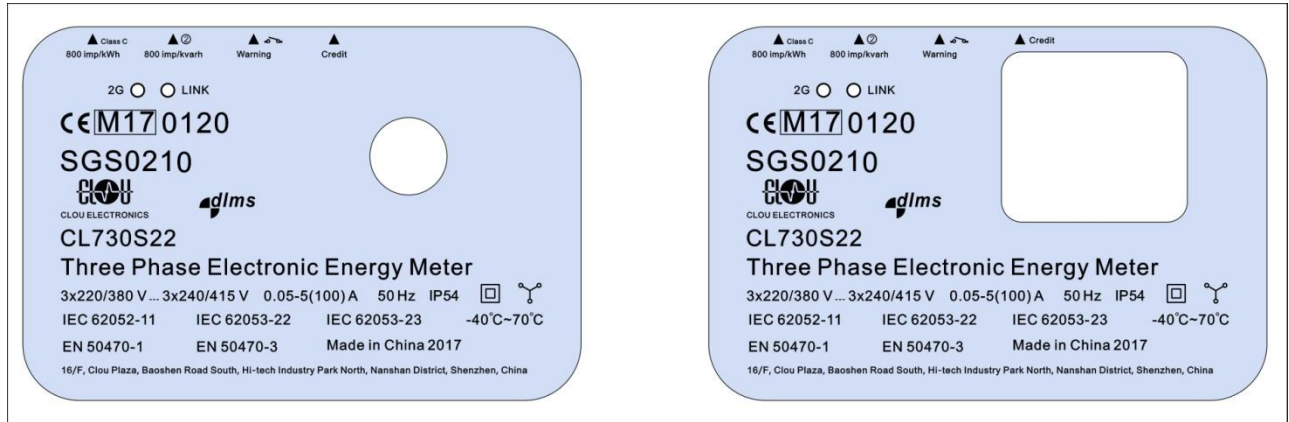 Class C ②
800 imp/kWh 800 imp/kvarh Warning Credit
2G LINK
CE M17 0120
SGS0210
CLOU
CLOU ELECTRONICS
dlms
CL730S22
Three Phase Electronic Energy Meter
3x220/380 V ... 3x240/415 V 0.05-5(100) A 50 Hz IP54
IEC 62052-11 IEC 62053-22 IEC 62053-23 -40℃~70℃
EN 50470-1 EN 50470-3 Made in China 2017
16/F, Clou Plaza, Baoshen Road South, Hi-tech Industry Park North, Nanshan District, Shenzhen, China
Class C ② Credit
800 imp/kWh 800 imp/kvarh Warning
2G LINK
CE M17 0120
SGS0210
CLOU
CLOU ELECTRONICS
dlms
CL730S22
Three Phase Electronic Energy Meter
3x220/380 V ... 3x240/415 V 0.05-5(100) A 50 Hz IP54
IEC 62052-11 IEC 62053-22 IEC 62053-23 -40℃~70℃
EN 50470-1 EN 50470-3 Made in China 2017
16/F, Clou Plaza, Baoshen Road South, Hi-tech Industry Park North, Nanshan District, Shenzhen, China